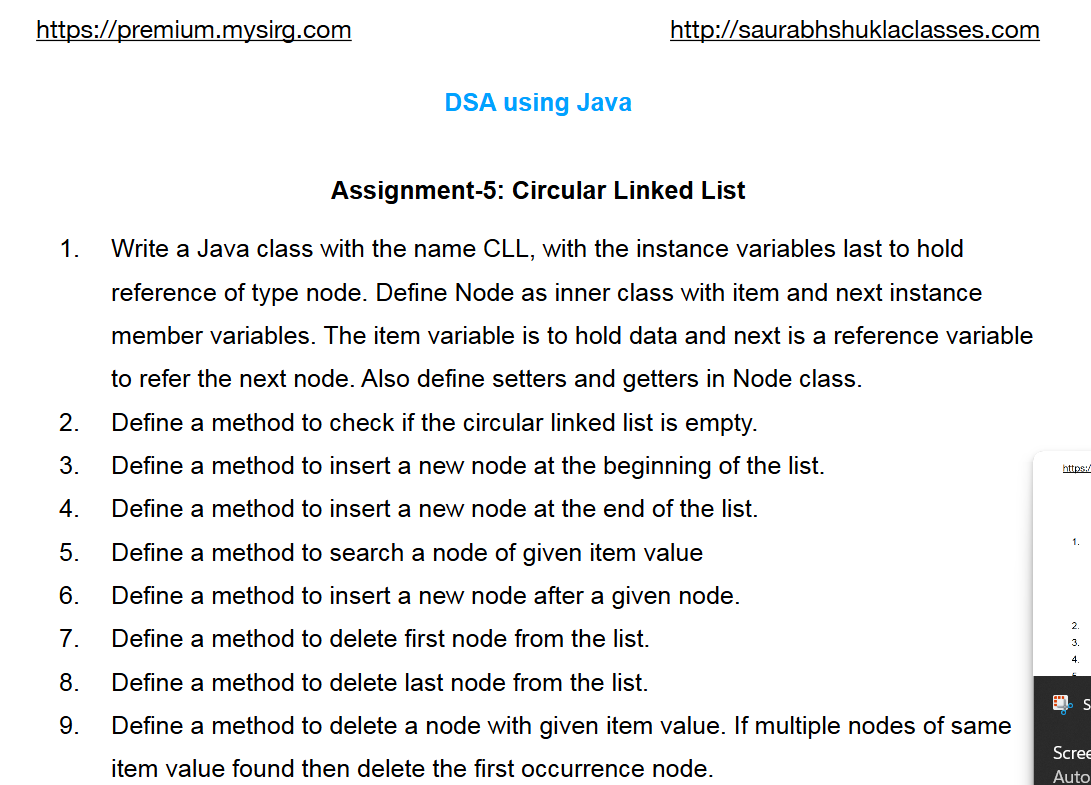 https://premium.mysirg.com http://saurabhshuklaclasses.com
DSA using Java
Assignment-5: Circular Linked List
1. Write a Java class with the name CLL, with the instance variables last to hold
reference of type node. Define Node as inner class with item and next instance
member variables. The item variable is to hold data and next is a reference variable
to refer the next node. Also define setters and getters in Node class.
2. Define a method to check if the circular linked list is empty.
3. Define a method to insert a new node at the beginning of the list.
4. Define a method to insert a new node at the end of the list.
5. Define a method to search a node of given item value
6. Define a method to insert a new node after a given node.
7. Define a method to delete first node from the list.
8. Define a method to delete last node from the list.
9. Define a method to delete a node with given item value. If multiple nodes of same
item value found then delete the first occurrence node.
https:/
1.
2.
3.
4.
S
Scree
Auto